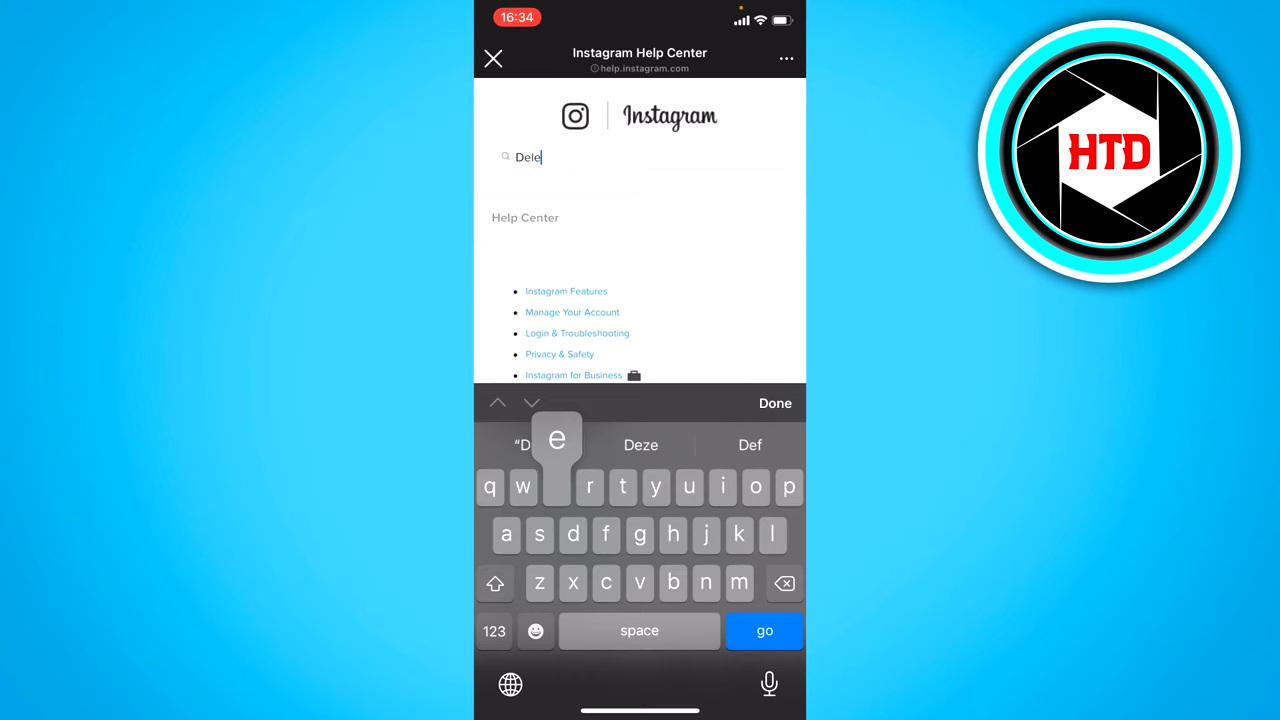 16:34
Instagram Help Center
help.instagram.com
Instagram
Dele
Help Center
Instagram Features
Manage Your Account
Login & Troubleshooting
Privacy & Safety
Instagram for Business
Done
"D Deze Def
e
q w r t y u i o p
a s d f g h j k l
z x c v b n m
123 space go
HTD